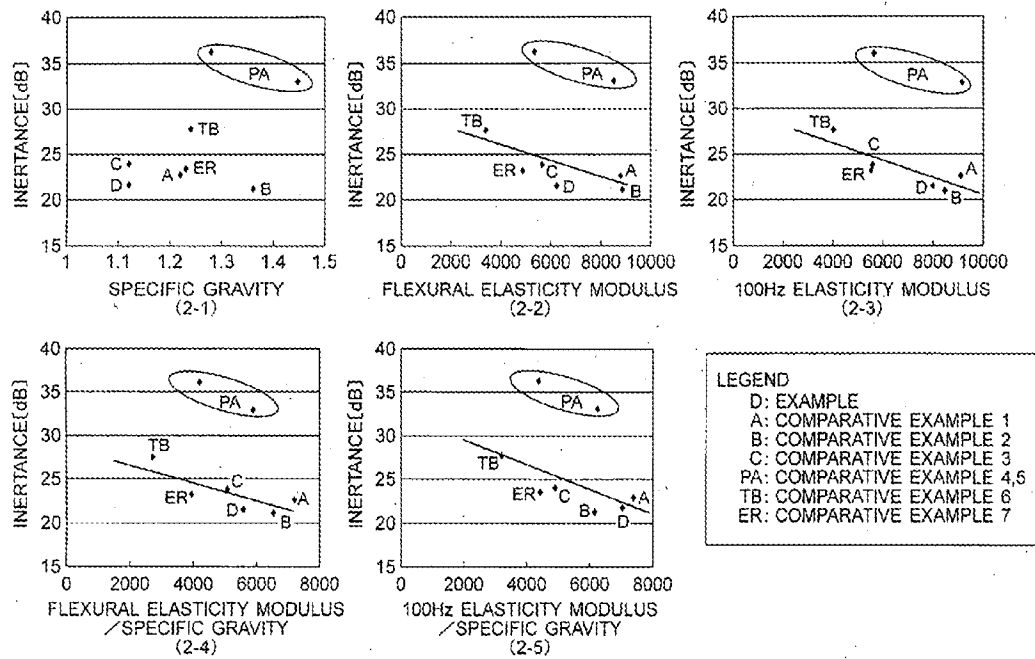 INERTANCE[dB]
40
35
30
25
20
15
PA
TB
C
A
ER
D
B
1
1.1
1.2
1.3
1.4
1.5
SPECIFIC GRAVITY
(2-1)
INERTANCE[dB]
40
35
30
25
20
15
PA
TB
ER
C
D
A
B
0
2000
4000
6000
8000
10000
FLEXURAL ELASTICITY MODULUS
(2-2)
INERTANCE[dB]
40
35
30
25
20
15
PA
TB
C
ER
A
D
B
0
2000
4000
6000
8000
10000
100Hz ELASTICITY MODULUS
(2-3)
INERTANCE[dB]
40
35
30
25
20
15
PA
TB
ER
C
D
A
B
0
2000
4000
6000
8000
FLEXURAL ELASTICITY MODULUS
/SPECIFIC GRAVITY
(2-4)
INERTANCE[dB]
40
35
30
25
20
15
PA
TB
ER
C
B
A
D
0
2000
4000
6000
8000
100Hz ELASTICITY MODULUS
/SPECIFIC GRAVITY
(2-5)
LEGEND
D: EXAMPLE
A: COMPARATIVE EXAMPLE 1
B: COMPARATIVE EXAMPLE 2
C: COMPARATIVE EXAMPLE 3
PA: COMPARATIVE EXAMPLE 4,5
TB: COMPARATIVE EXAMPLE 6
ER: COMPARATIVE EXAMPLE 7